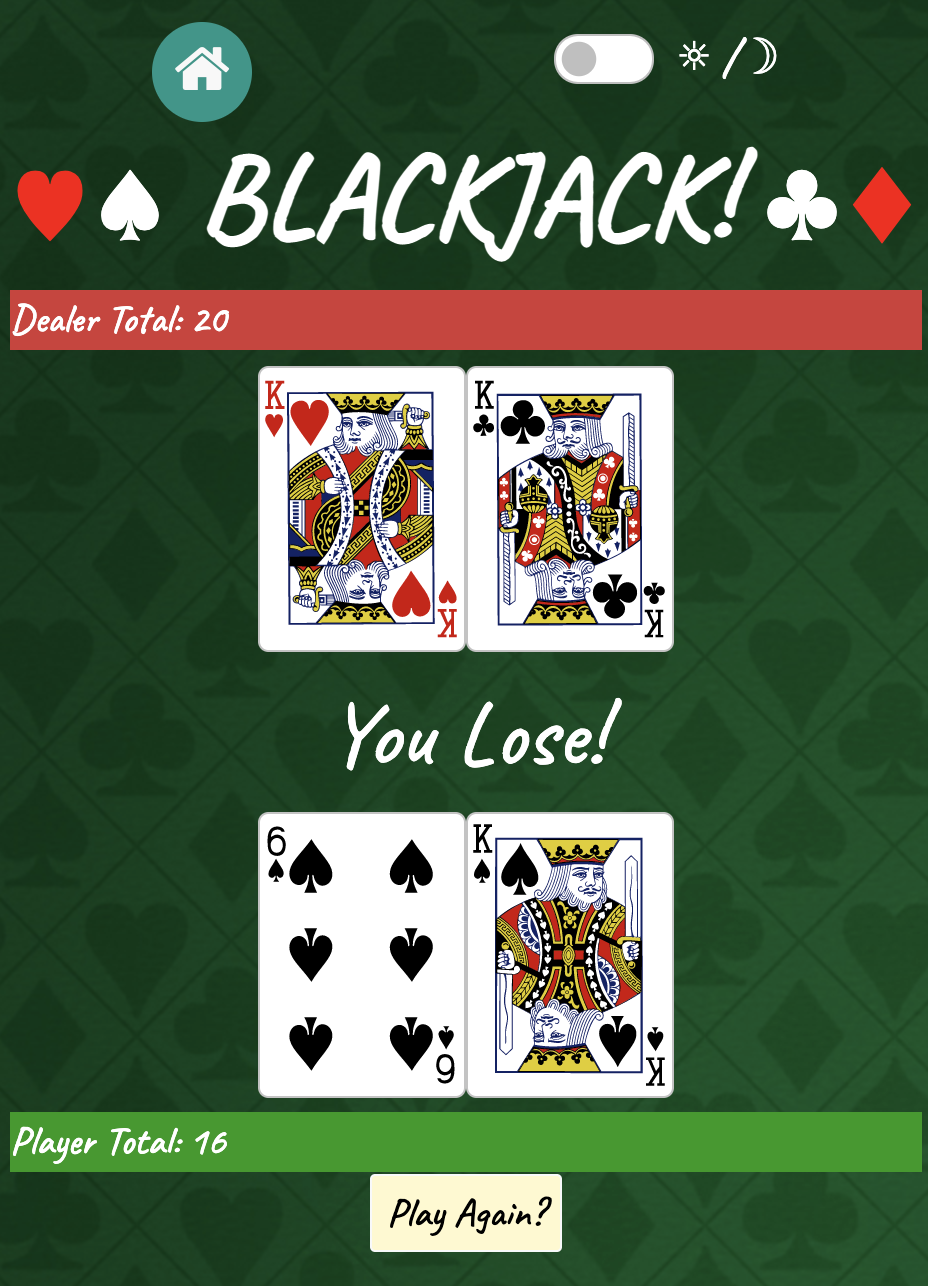 BLACKJACK!
Dealer Total: 20
K K
K K
You Lose!
6 K
6 K
Player Total: 16
Play Again?